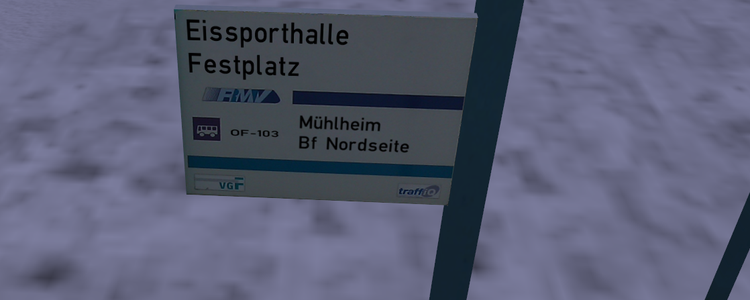 Eissporthalle
Festplatz
RMV
OF-103
Mühlheim
Bf Nordseite
VGF
traffiQ